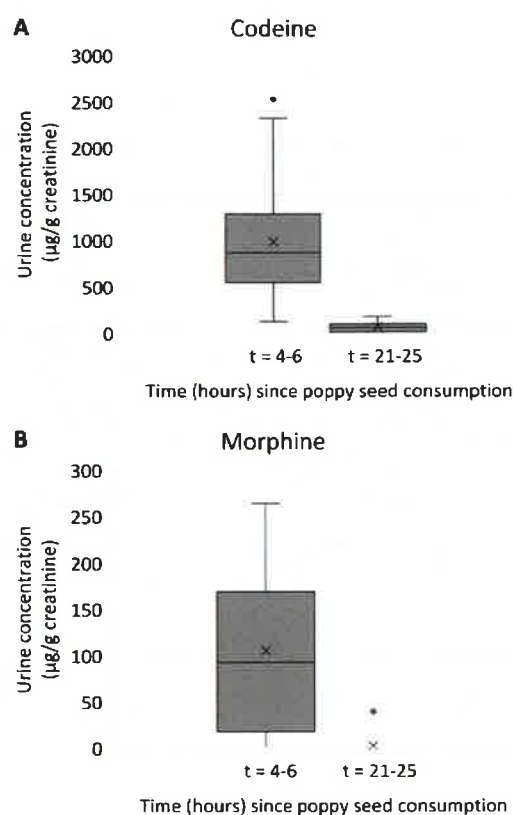 A
Codeine
Urine concentration
(µg/g creatinine)
3000
2500
2000
1500
1000
500
0
t = 4-6 t = 21-25
Time (hours) since poppy seed consumption
B
Morphine
Urine concentration
(µg/g creatinine)
300
250
200
150
100
50
0
t = 4-6 t = 21-25
Time (hours) since poppy seed consumption